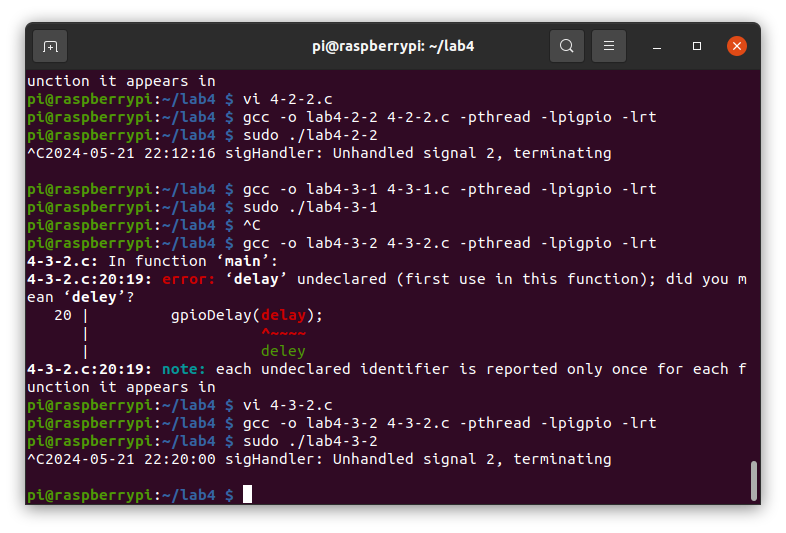 pi@raspberrypi: ~/lab4
unction it appears in
pi@raspberrypi:~/lab4 $ vi 4-2-2.c
pi@raspberrypi:~/lab4 $ gcc -o lab4-2-2 4-2-2.c -pthread -lpigpio -lrt
pi@raspberrypi:~/lab4 $ sudo ./lab4-2-2
^C2024-05-21 22:12:16 sigHandler: Unhandled signal 2, terminating
pi@raspberrypi:~/lab4 $ gcc -o lab4-3-1 4-3-1.c -pthread -lpigpio -lrt
pi@raspberrypi:~/lab4 $ sudo ./lab4-3-1
pi@raspberrypi:~/lab4 $ ^C
pi@raspberrypi:~/lab4 $ gcc -o lab4-3-2 4-3-2.c -pthread -lpigpio -lrt
4-3-2.c: In function ‘main’:
4-3-2.c:20:19: error: ‘delay’ undeclared (first use in this function); did you m
ean ‘deley’?
   20 |         gpioDelay(delay);
      |                   ^~~~~
      |                   deley
4-3-2.c:20:19: note: each undeclared identifier is reported only once for each f
unction it appears in
pi@raspberrypi:~/lab4 $ vi 4-3-2.c
pi@raspberrypi:~/lab4 $ gcc -o lab4-3-2 4-3-2.c -pthread -lpigpio -lrt
pi@raspberrypi:~/lab4 $ sudo ./lab4-3-2
^C2024-05-21 22:20:00 sigHandler: Unhandled signal 2, terminating
pi@raspberrypi:~/lab4 $